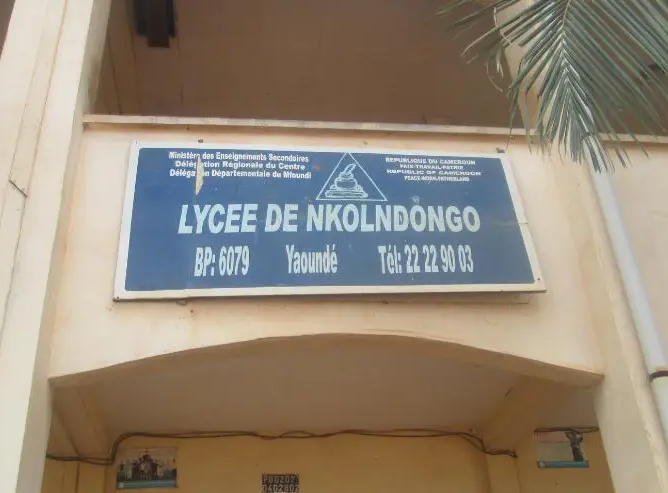 Ministère des Enseignements Secondaires
Délégation Régionale du Centre
Délégation Départementale du Mfoundi
REPUBLIQUE DU CAMEROUN
PAIX-TRAVAIL-PATRIE
REPUBLIC OF CAMEROON
PEACE-WORK-FATHERLAND
LYCEE DE NKOLNDONGO
BP: 6079 Yaoundé Tél: 22 22 90 03